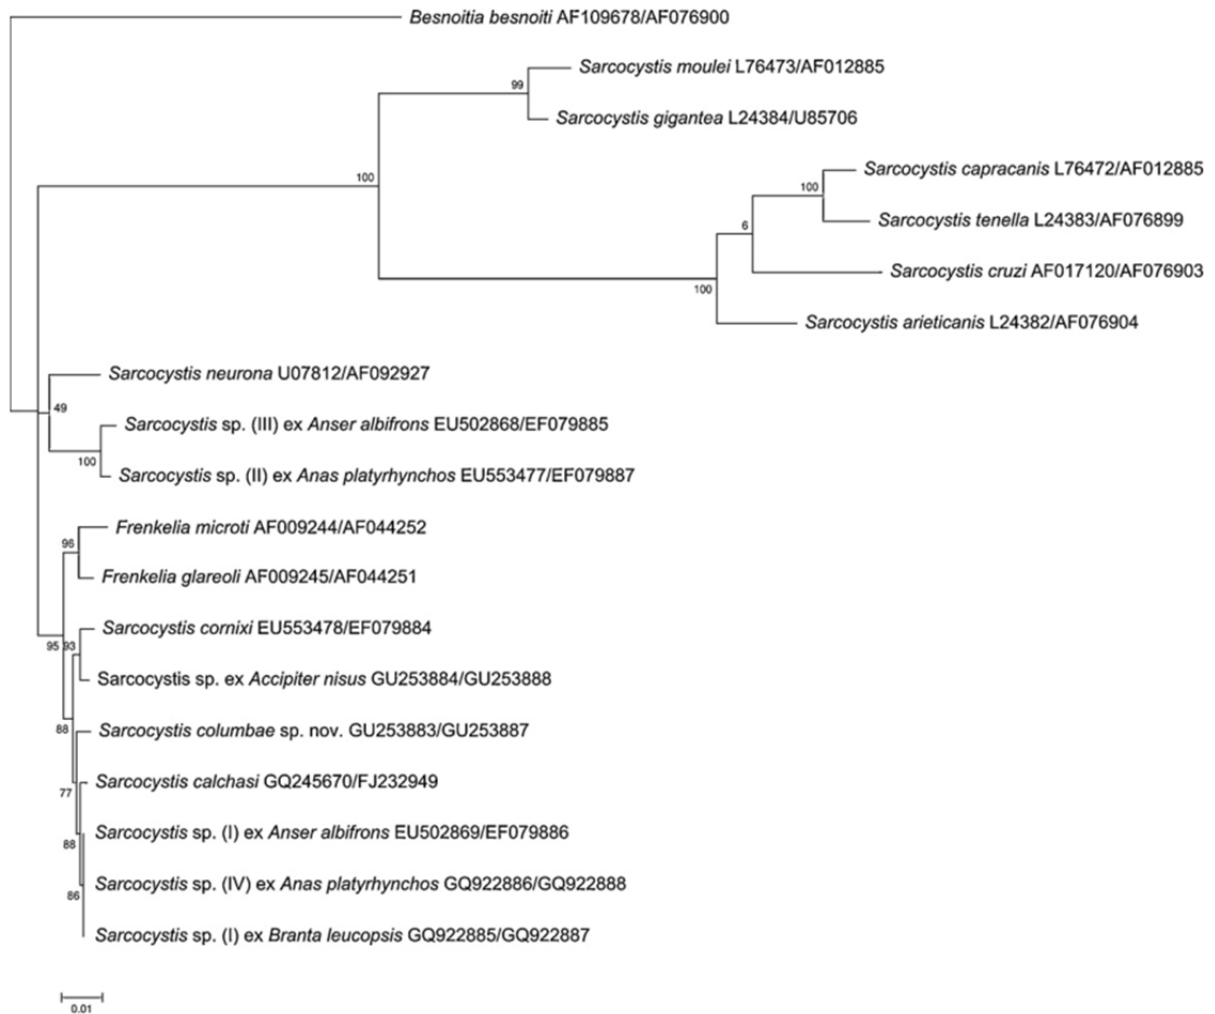 Besnoitia besnoiti AF109678/AF076900
Sarcocystis moulei L76473/AF012885
99
Sarcocystis gigantea L24384/U85706
Sarcocystis capracanis L76472/AF012885
100
100
Sarcocystis tenella L24383/AF076899
6
Sarcocystis cruzi AF017120/AF076903
100
Sarcocystis arieticanis L24382/AF076904
Sarcocystis neurona U07812/AF092927
49
Sarcocystis sp. (III) ex Anser albifrons EU502868/EF079885
100
Sarcocystis sp. (II) ex Anas platyrhynchos EU553477/EF079887
Frenkelia microti AF009244/AF044252
96
Frenkelia glareoli AF009245/AF044251
Sarcocystis cornixi EU553478/EF079884
95 93
Sarcocystis sp. ex Accipiter nisus GU253884/GU253888
88
Sarcocystis columbae sp. nov. GU253883/GU253887
Sarcocystis calchasi GQ245670/FJ232949
77
Sarcocystis sp. (I) ex Anser albifrons EU502869/EF079886
88
Sarcocystis sp. (IV) ex Anas platyrhynchos GQ922886/GQ922888
86
Sarcocystis sp. (I) ex Branta leucopsis GQ922885/GQ922887
0.01